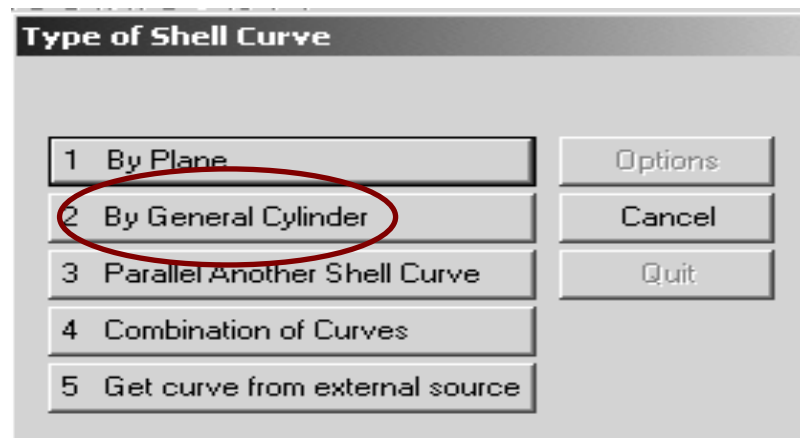 Type of Shell Curve
1 By Plane
Options
2 By General Cylinder
Cancel
3 Parallel Another Shell Curve
Quit
4 Combination of Curves
5 Get curve from external source